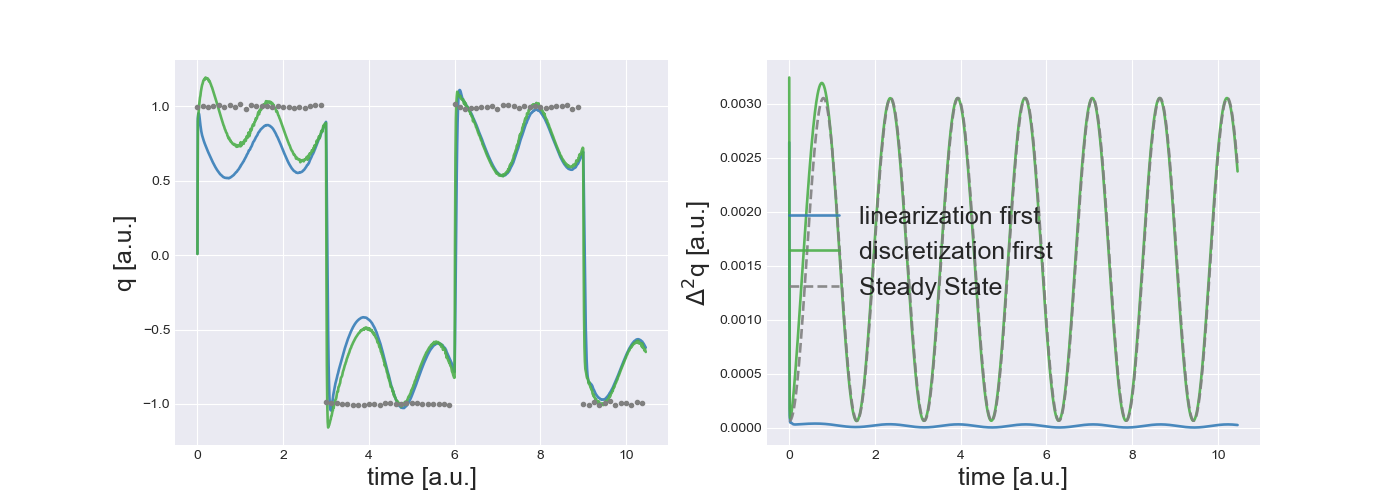 1.0
0.5
0.0
−0.5
−1.0
q [a.u.]
0 2 4 6 8 10
time [a.u.]
0.0030
0.0025
0.0020
0.0015
0.0010
0.0005
0.0000
Δ²q [a.u.]
linearization first
discretization first
Steady State
0 2 4 6 8 10
time [a.u.]